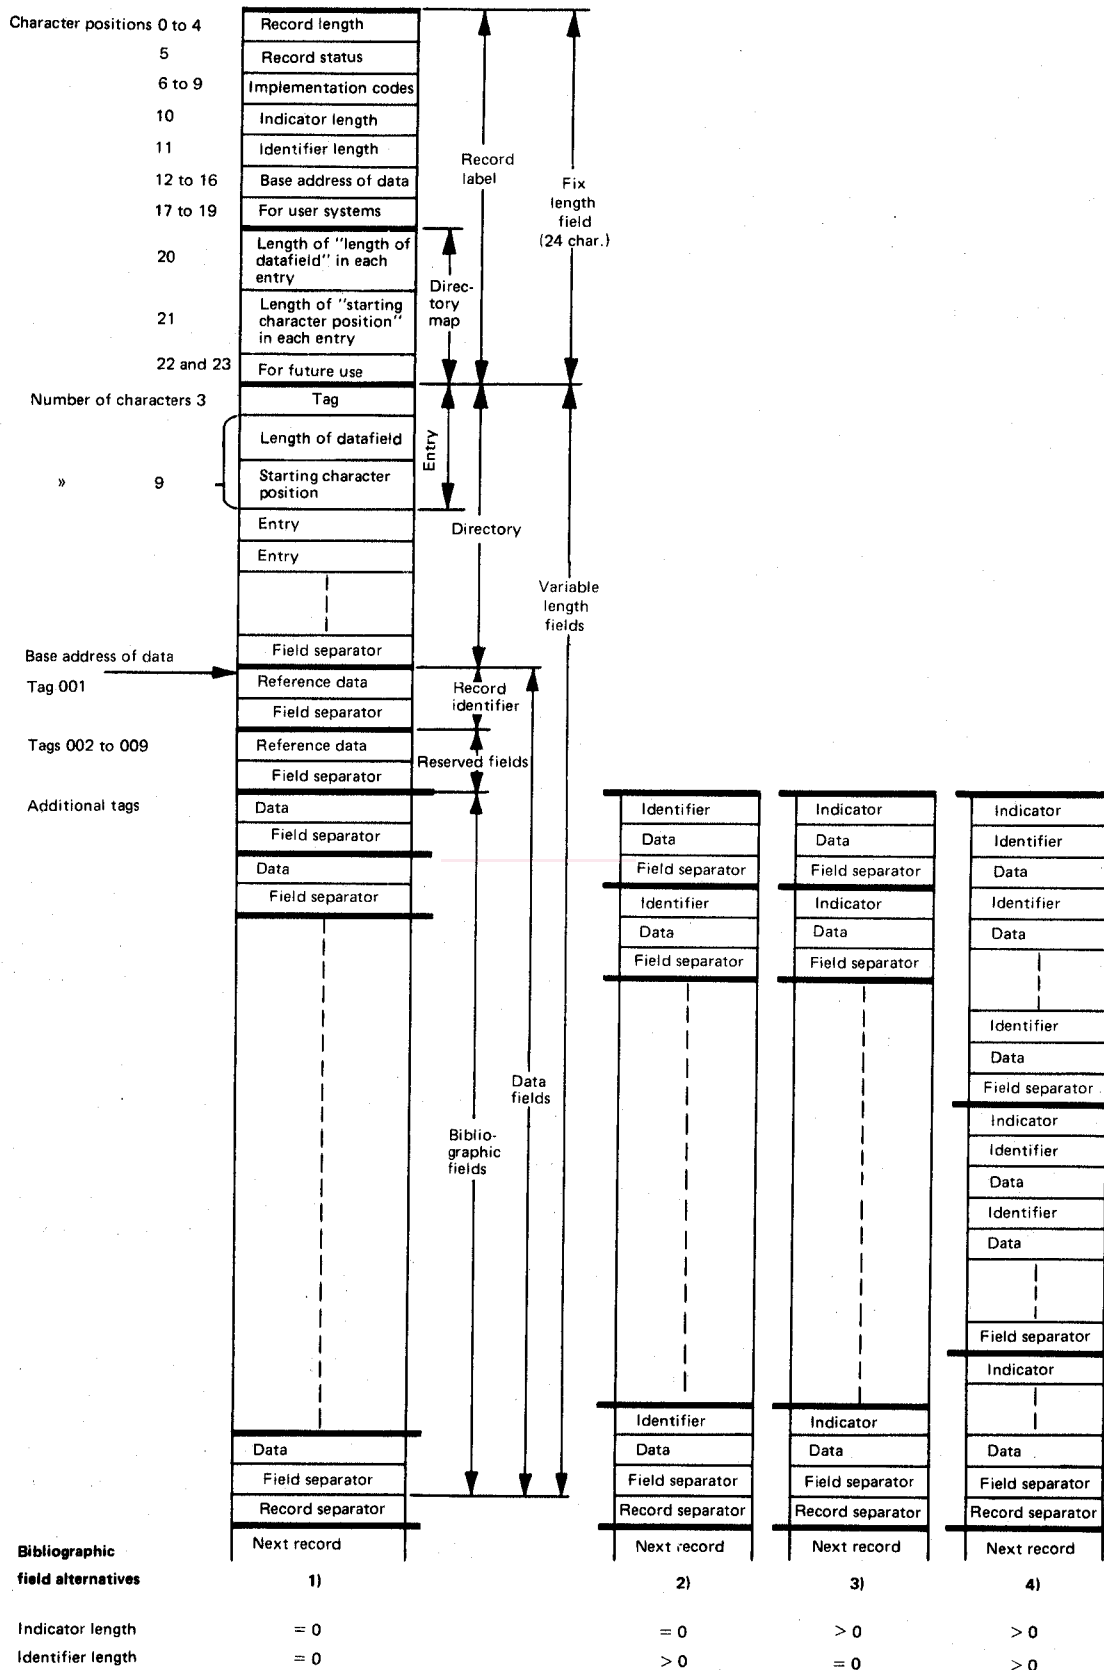 Character positions 0 to 4
Record length
5
Record status
6 to 9
Implementation codes
10
Indicator length
11
Identifier length
12 to 16
Base address of data
17 to 19
For user systems
20
Length of "length of
datafield" in each
entry
21
Length of "starting
character position"
in each entry
22 and 23
For future use
Record
label
Fix
length
field
(24 char.)
Direc-
tory
map
Number of characters 3
Tag
Length of datafield
» 9
Starting character
position
Entry
Entry
Entry
Directory
Variable
length
fields
Field separator
Base address of data
Tag 001
Reference data
Field separator
Record
identifier
Tags 002 to 009
Reference data
Field separator
Reserved fields
Additional tags
Data
Field separator
Data
Field separator
Data
fields
Biblio-
graphic
fields
Data
Field separator
Record separator
Next record
Identifier
Data
Field separator
Identifier
Data
Field separator
Identifier
Data
Field separator
Record separator
Next record
Indicator
Data
Field separator
Indicator
Data
Field separator
Indicator
Data
Field separator
Record separator
Next record
Indicator
Identifier
Data
Identifier
Data
Identifier
Data
Field separator
Indicator
Identifier
Data
Identifier
Data
Field separator
Indicator
Data
Field separator
Record separator
Next record
Bibliographic
field alternatives 1) 2) 3) 4)
Indicator length = 0 = 0 > 0 > 0
Identifier length = 0 > 0 = 0 > 0